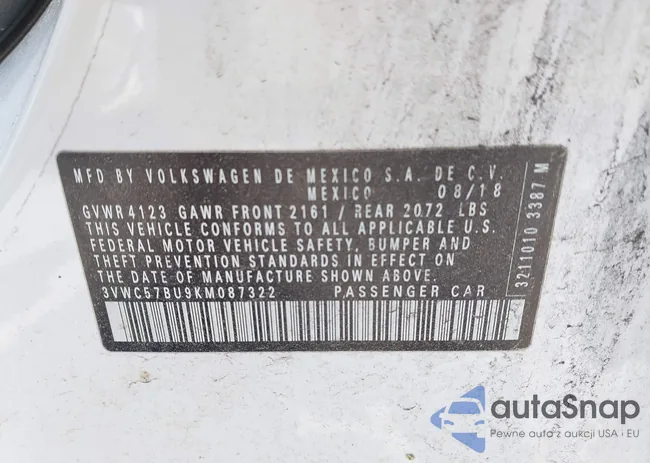 MFD BY VOLKSWAGEN DE MEXICO S.A. DE C.V.
MEXICO 08/18
GVWR 4123 GAWR FRONT 2161 / REAR 2072 LBS
THIS VEHICLE CONFORMS TO ALL APPLICABLE U.S.
FEDERAL MOTOR VEHICLE SAFETY, BUMPER AND
THEFT PREVENTION STANDARDS IN EFFECT ON
THE DATE OF MANUFACTURE SHOWN ABOVE.
3VWC57BU9KM087322 PASSENGER CAR
3211010 3387 M
autaSnap
Pewne auta z aukcji USA i EU